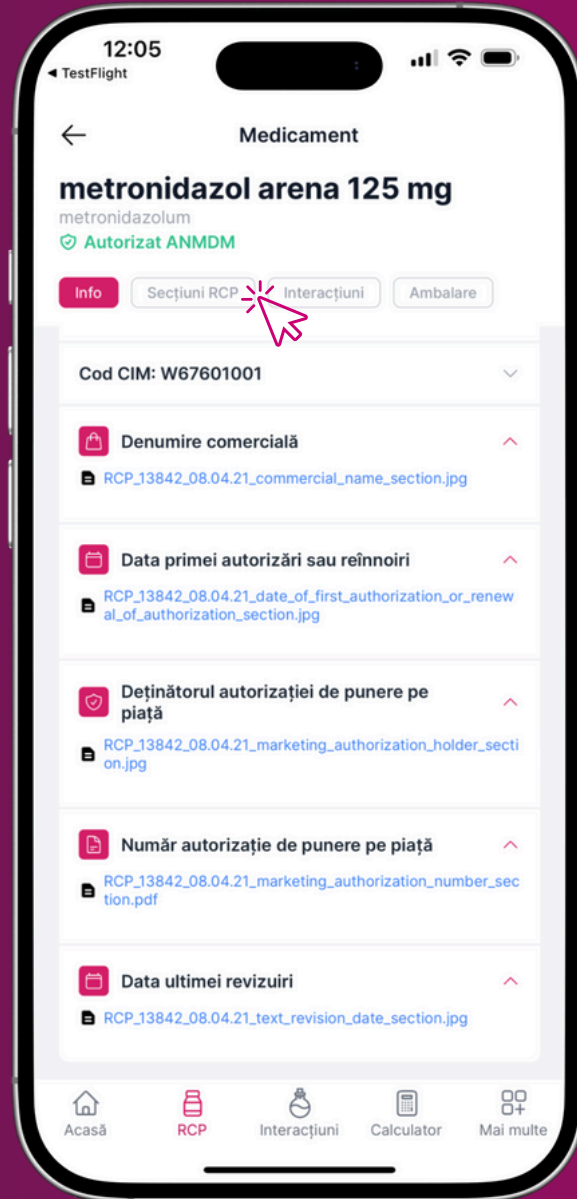 12:05
◀ TestFlight
Medicament
metronidazol arena 125 mg
metronidazolum
Autorizat ANMDM
Info
Secțiuni RCP
Interacțiuni
Ambalare
Cod CIM: W67601001
Denumire comercială
RCP_13842_08.04.21_commercial_name_section.jpg
Data primei autorizări sau reînnoiri
RCP_13842_08.04.21_date_of_first_authorization_or_renew
al_of_authorization_section.jpg
Deținătorul autorizației de punere pe
piață
RCP_13842_08.04.21_marketing_authorization_holder_secti
on.jpg
Număr autorizație de punere pe piață
RCP_13842_08.04.21_marketing_authorization_number_sec
tion.pdf
Data ultimei revizuiri
RCP_13842_08.04.21_text_revision_date_section.jpg
Acasă
RCP
Interacțiuni
Calculator
Mai multe